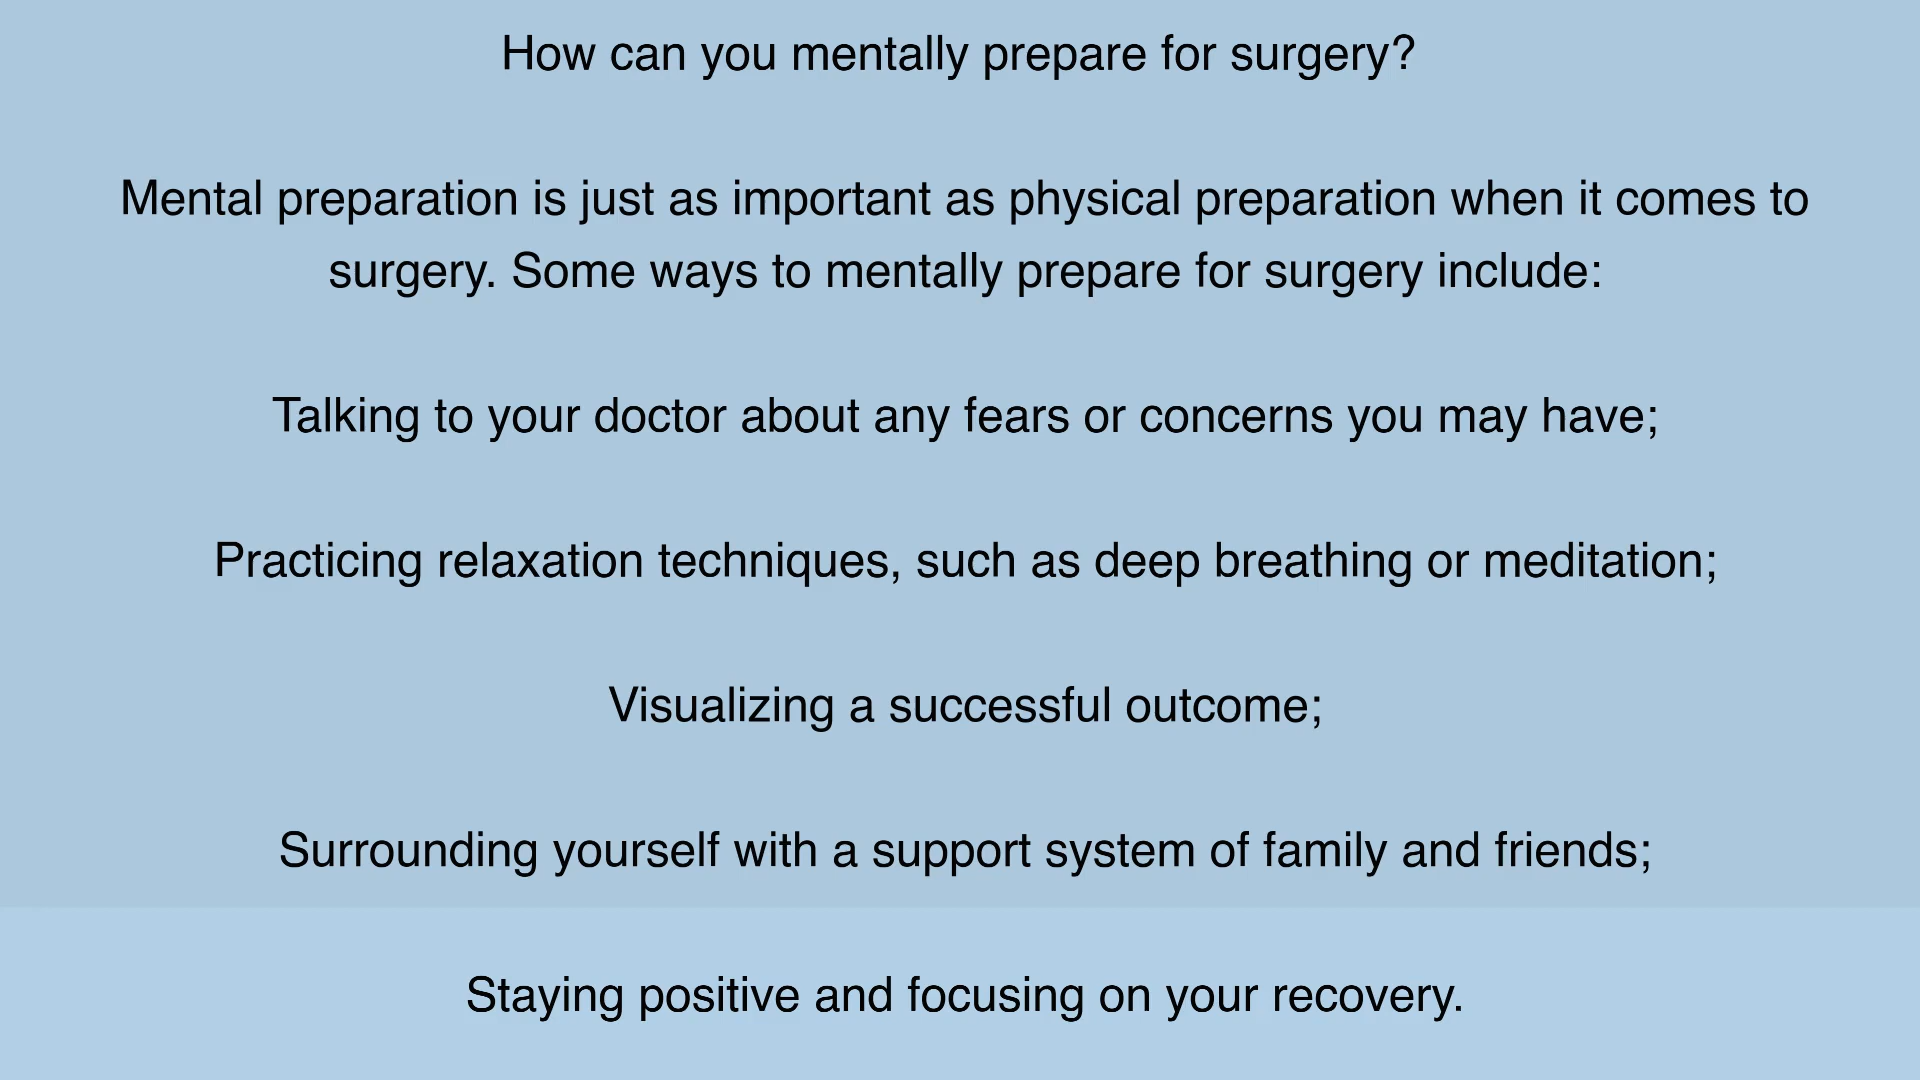 How can you mentally prepare for surgery?
Mental preparation is just as important as physical preparation when it comes to
surgery. Some ways to mentally prepare for surgery include:
Talking to your doctor about any fears or concerns you may have;
Practicing relaxation techniques, such as deep breathing or meditation;
Visualizing a successful outcome;
Surrounding yourself with a support system of family and friends;
Staying positive and focusing on your recovery.